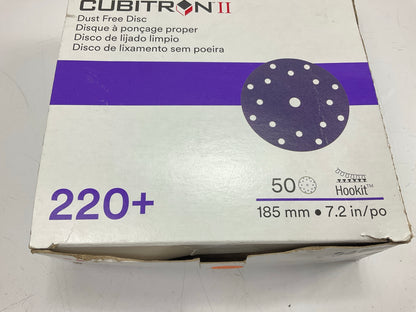 CUBITRON II
Dust Free Disc
Disque à ponçage proper
Disco de lijado limpio
Disco de lixamento sem poeira
220+
50 Hookit™
185 mm • 7.2 in/po